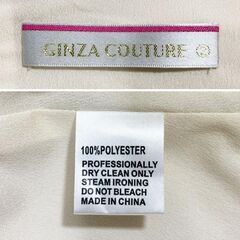 GINZA COUTURE
100%POLYESTER
PROFESSIONALLY
DRY CLEAN ONLY
STEAM IRONING
DO NOT BLEACH
MADE IN CHINA